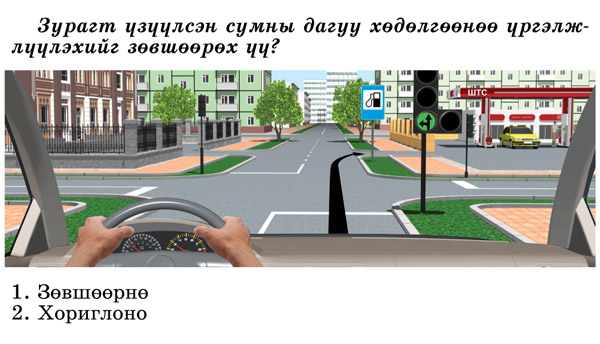 Зурагт үзүүлсэн сумны дагуу хөдөлгөөнөө үргэлж-
лүүлэхийг зөвшөөрөх үү?
ШТС
1. Зөвшөөрнө
2. Хориглоно